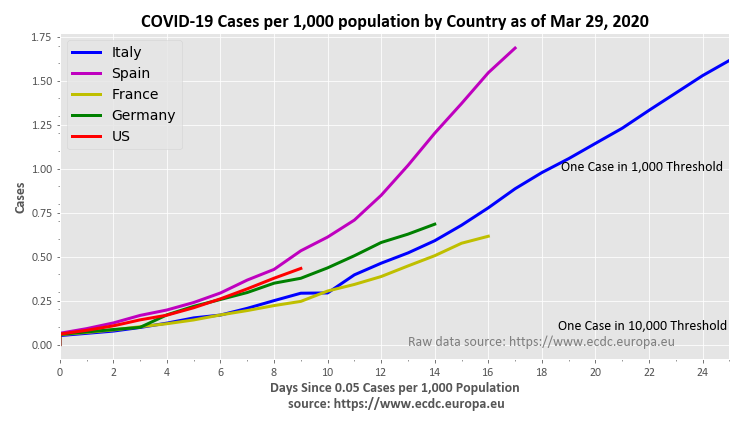 COVID-19 Cases per 1,000 population by Country as of Mar 29, 2020
1.75
1.50
1.25
1.00
0.75
0.50
0.25
0.00
Cases
Italy
Spain
France
Germany
US
One Case in 1,000 Threshold
One Case in 10,000 Threshold
Raw data source: https://www.ecdc.europa.eu
0 2 4 6 8 10 12 14 16 18 20 22 24
Days Since 0.05 Cases per 1,000 Population
source: https://www.ecdc.europa.eu